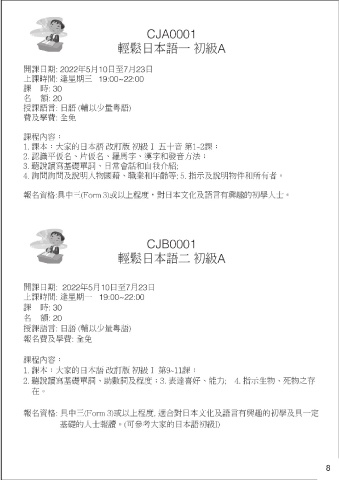 CJA0001
輕鬆日本語一 初級A
開課日期: 2022年5月10日至7月23日
上課時間: 逢星期三 19:00~22:00
課 時: 30
名 額: 20
授課語言: 日語 (輔以少量粵語)
費及學費: 全免
課程內容：
1. 課本：大家的日本語 改訂版 初級 I 五十音 第1-2課；
2. 認識平仮名、片仮名、羅馬字、漢字和發音方法；
3. 聽說讀寫基礎單詞，日常會話和自我介紹;
4. 詢問詢問及說明人物國籍、職業和年齡等; 5. 指示及說明物件和所有者。
報名資格:具中三(Form 3)或以上程度，對日本文化及語言有興趣的初學人士。
CJB0001
輕鬆日本語二 初級A
開課日期: 2022年5月10日至7月23日
上課時間: 逢星期一 19:00~22:00
課 時: 30
名 額: 20
授課語言: 日語 (輔以少量粵語)
報名費及學費: 全免
課程內容：
1. 課本：大家的日本語 改訂版 初級 I 第9-11課；
2. 聽說讀寫基礎單詞、助數詞及程度；3. 表達喜好、能力; 4. 指示生物、死物之存
在。
報名資格: 具中三(Form 3)或以上程度, 適合對日本文化及語言有興趣的初學及具一定
基礎的人士報讀。(可參考大家的日本語初級I)
8